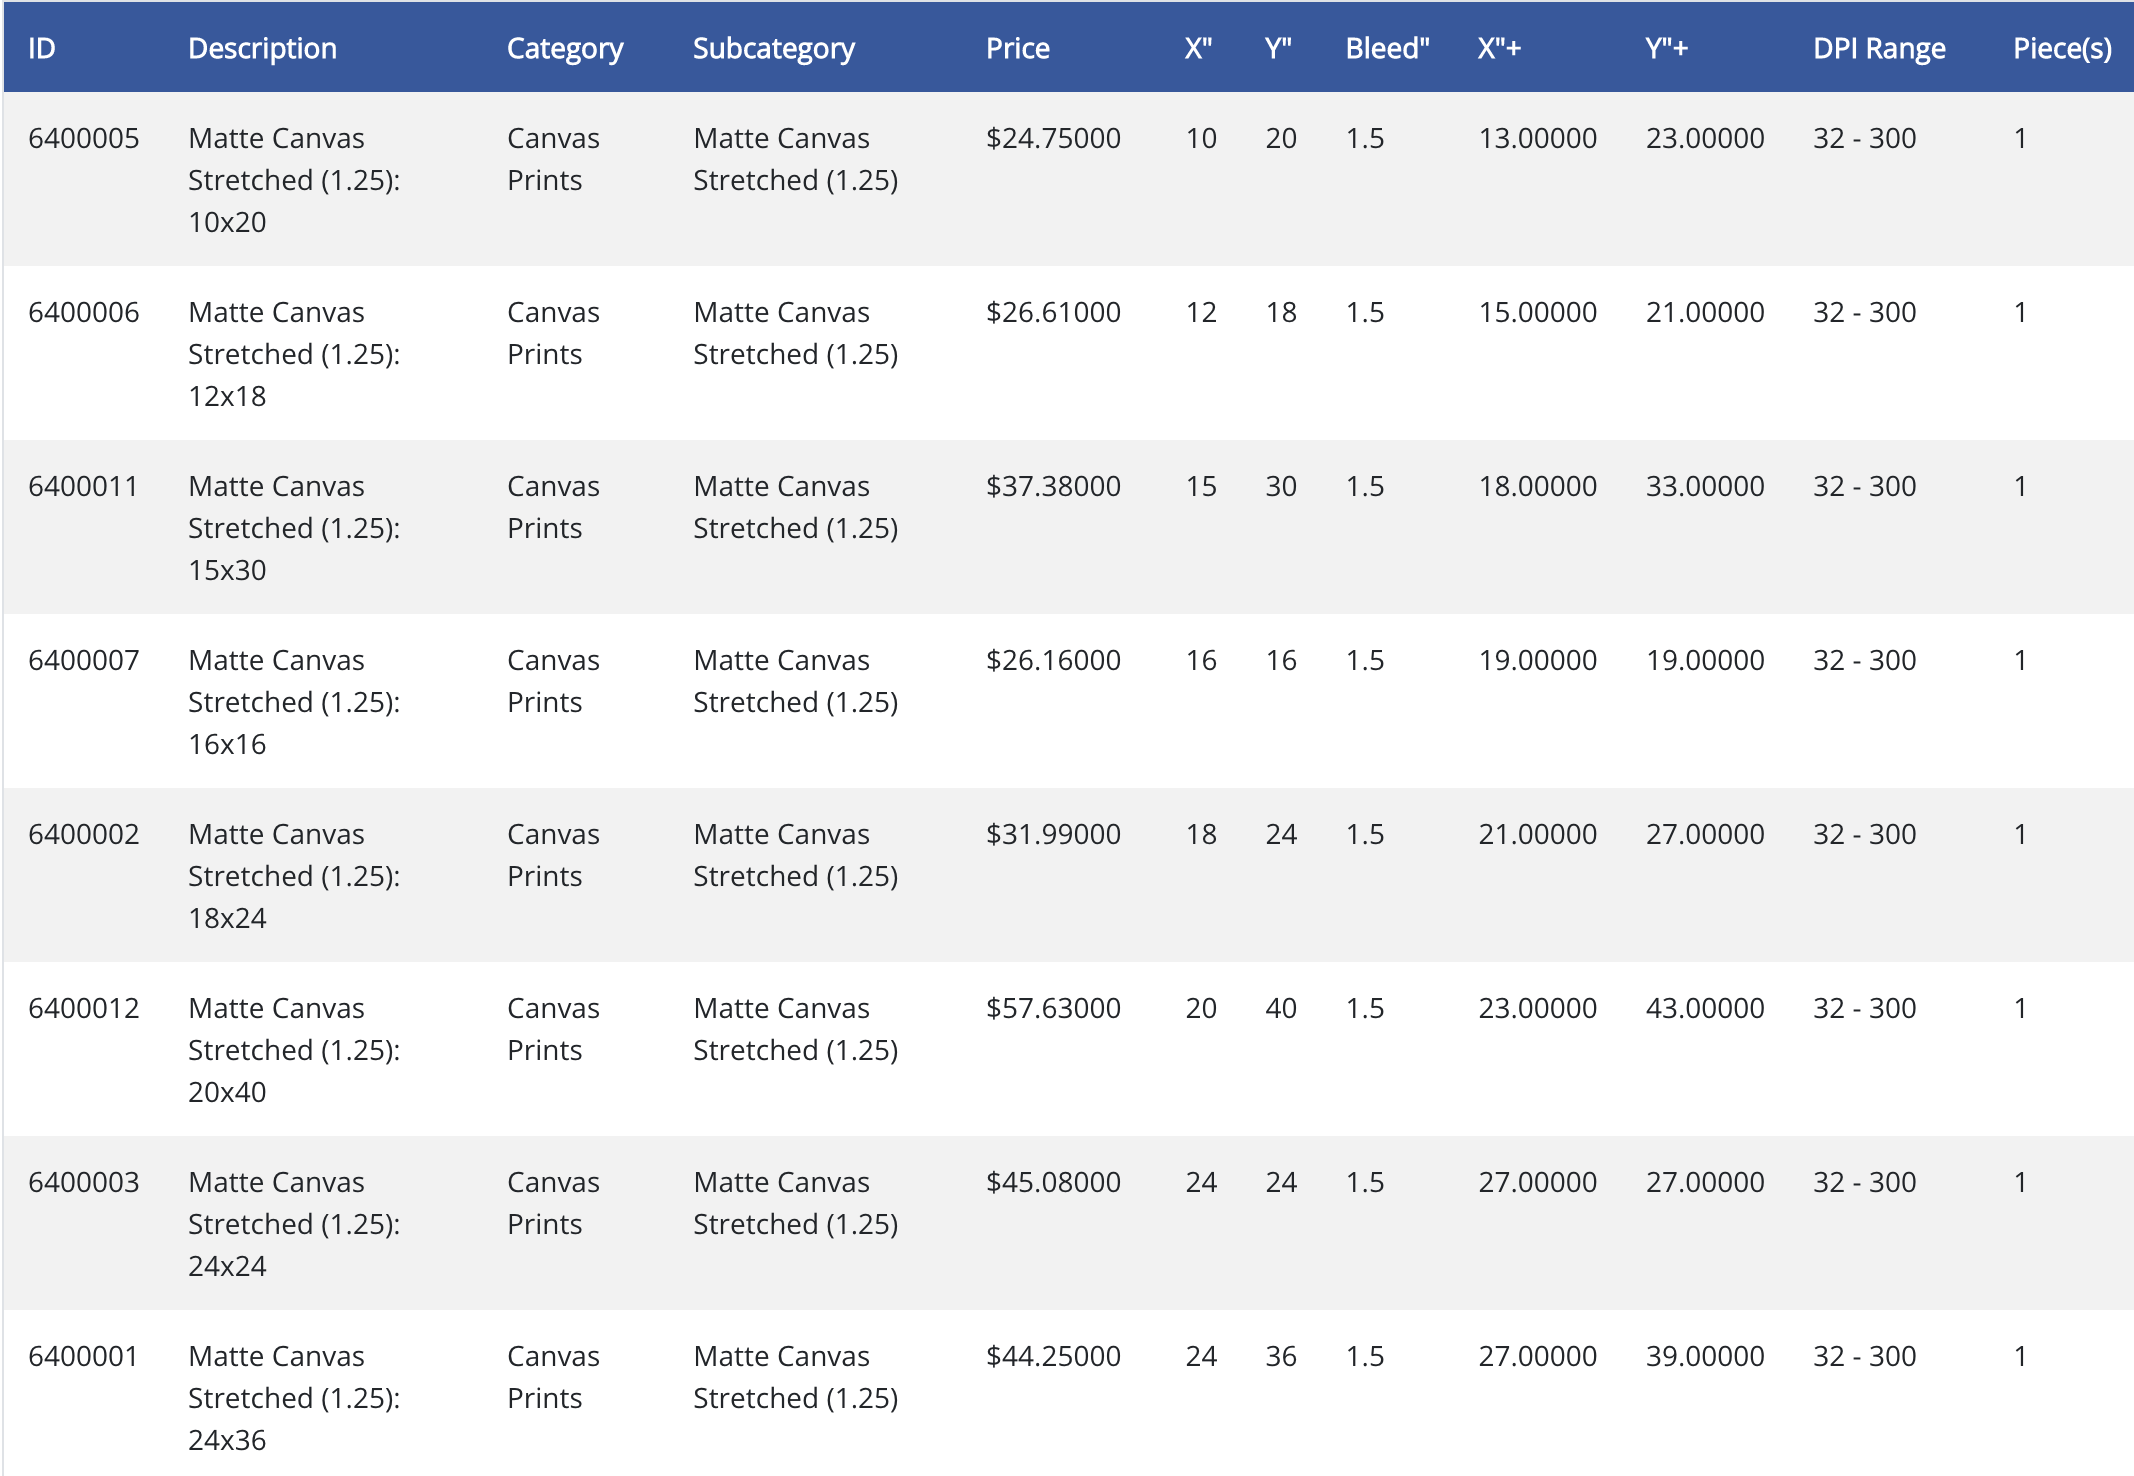 ID Description Category Subcategory Price X" Y" Bleed" X"+ Y"+ DPI Range Piece(s)
6400005 Matte Canvas Canvas Matte Canvas $24.75000 10 20 1.5 13.00000 23.00000 32 - 300 1
Stretched (1.25): Prints Stretched (1.25)
10x20
6400006 Matte Canvas Canvas Matte Canvas $26.61000 12 18 1.5 15.00000 21.00000 32 - 300 1
Stretched (1.25): Prints Stretched (1.25)
12x18
6400011 Matte Canvas Canvas Matte Canvas $37.38000 15 30 1.5 18.00000 33.00000 32 - 300 1
Stretched (1.25): Prints Stretched (1.25)
15x30
6400007 Matte Canvas Canvas Matte Canvas $26.16000 16 16 1.5 19.00000 19.00000 32 - 300 1
Stretched (1.25): Prints Stretched (1.25)
16x16
6400002 Matte Canvas Canvas Matte Canvas $31.99000 18 24 1.5 21.00000 27.00000 32 - 300 1
Stretched (1.25): Prints Stretched (1.25)
18x24
6400012 Matte Canvas Canvas Matte Canvas $57.63000 20 40 1.5 23.00000 43.00000 32 - 300 1
Stretched (1.25): Prints Stretched (1.25)
20x40
6400003 Matte Canvas Canvas Matte Canvas $45.08000 24 24 1.5 27.00000 27.00000 32 - 300 1
Stretched (1.25): Prints Stretched (1.25)
24x24
6400001 Matte Canvas Canvas Matte Canvas $44.25000 24 36 1.5 27.00000 39.00000 32 - 300 1
Stretched (1.25): Prints Stretched (1.25)
24x36